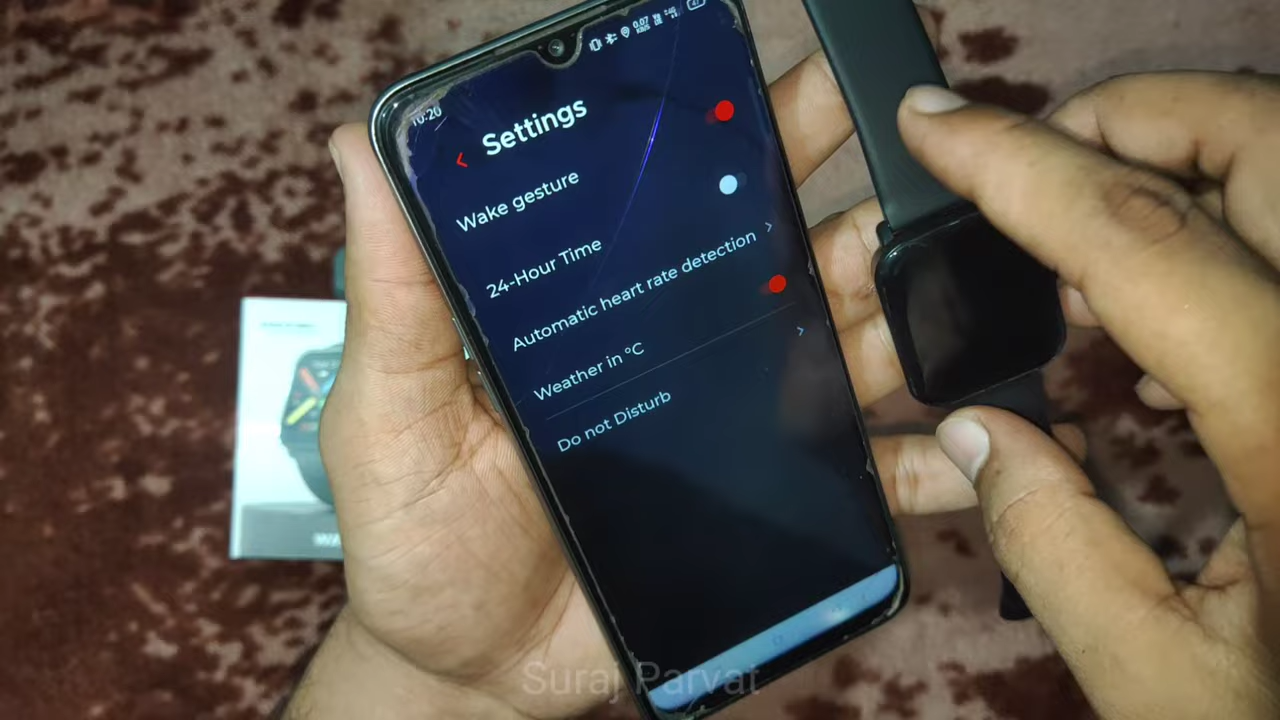 10:20
Settings
Wake gesture
24-Hour Time
Automatic heart rate detection
Weather in °C
Do not Disturb
Suraj Parvat